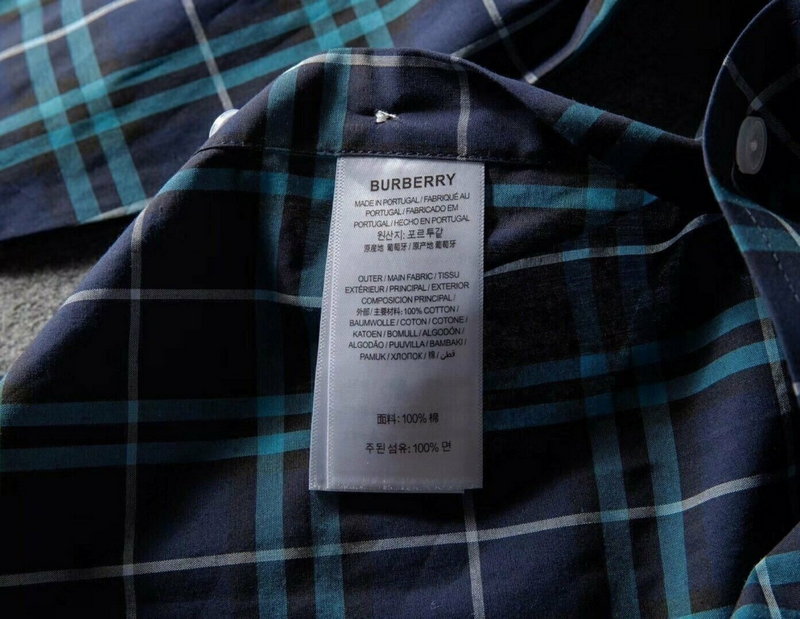 BURBERRY
MADE IN PORTUGAL / FABRIQUÉ AU
PORTUGAL / FABRICADO EM
PORTUGAL / HECHO EN PORTUGAL
원산지: 포르투갈
原産地 葡萄牙 / 原产地 葡萄牙
OUTER / MAIN FABRIC / TISSU
EXTÉRIEUR / PRINCIPAL / EXTERIOR
COMPOSICIÓN PRINCIPAL /
外部 / 主要材料: 100% COTTON /
BAUMWOLLE / COTON / COTONE /
KATOEN / BOMULL / ALGODÓN /
ALGODÃO / PUUVILLA / BAMBAKI /
PAMUK / ХЛОПОК / 棉 / قطن /
面料: 100% 棉
주된 섬유: 100% 면